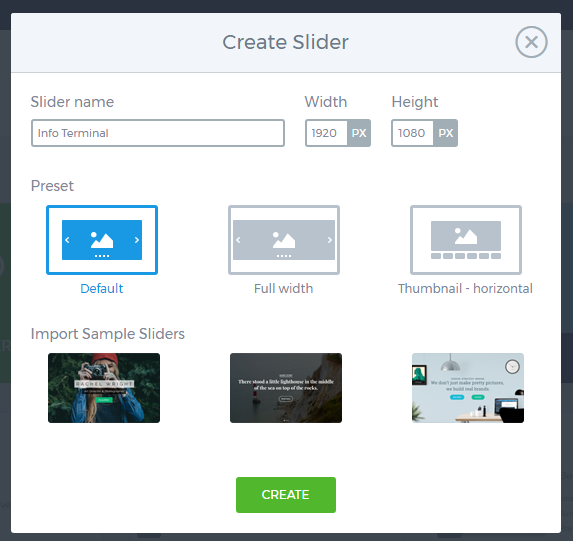 Create Slider
Slider name
Width
Height
Info Terminal
1920 PX
1080 PX
Preset
Default
Full width
Thumbnail - horizontal
Import Sample Sliders
RACHEL WRIGHT
There stood a little lighthouse in the middle
of the sea on top of the rocks.
We don't just make pretty pictures,
we build real brands.
CREATE